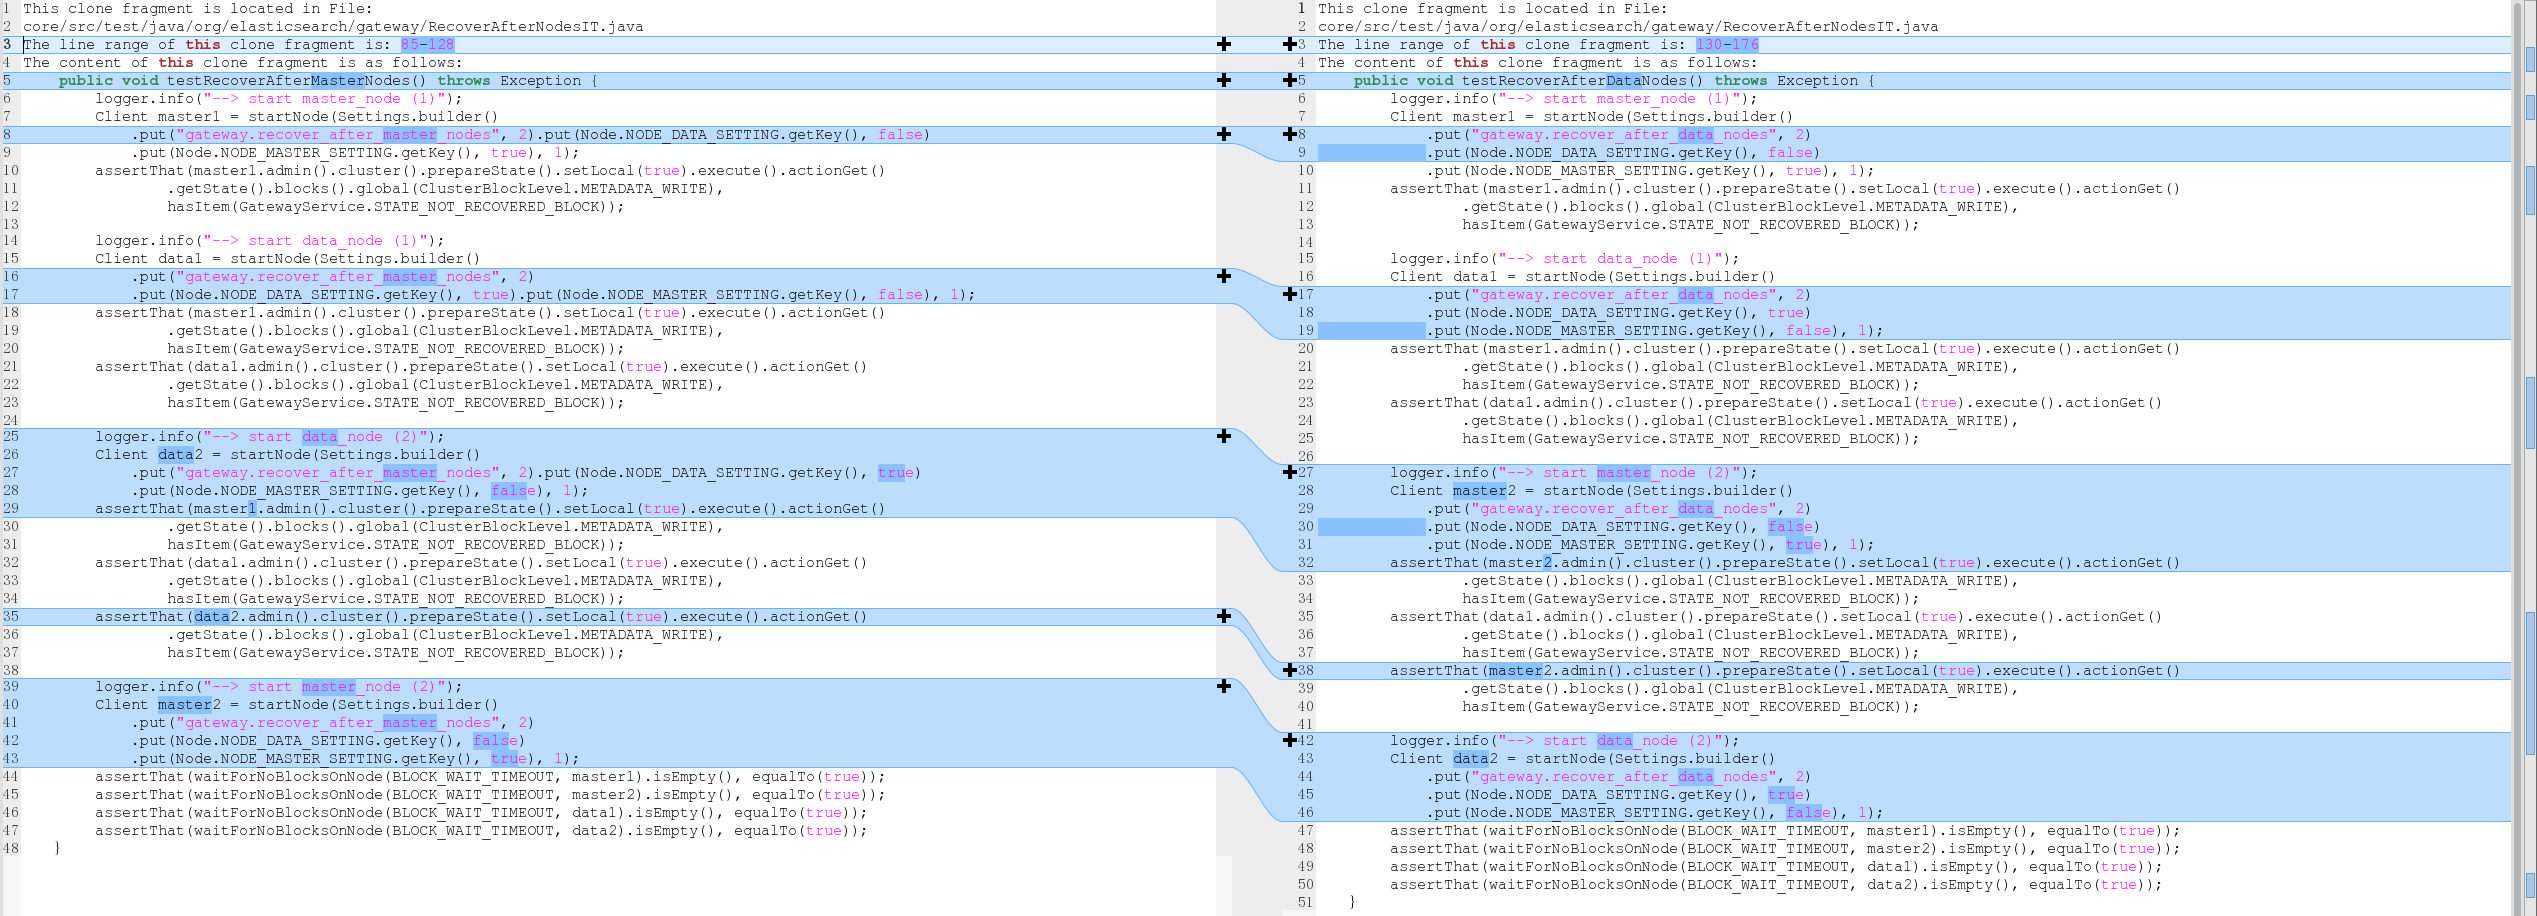 1 This clone fragment is located in File:
2 core/src/test/java/org/elasticsearch/gateway/RecoverAfterNodesIT.java
3 The line range of this clone fragment is: 85-128
4 The content of this clone fragment is as follows:
5     public void testRecoverAfterMasterNodes() throws Exception {
6         logger.info("--> start master_node (1)");
7         Client master1 = startNode(Settings.builder()
8             .put("gateway.recover_after_master_nodes", 2).put(Node.NODE_DATA_SETTING.getKey(), false)
9             .put(Node.NODE_MASTER_SETTING.getKey(), true), 1);
10         assertThat(master1.admin().cluster().prepareState().setLocal(true).execute().actionGet()
11                 .getState().blocks().global(ClusterBlockLevel.METADATA_WRITE),
12                 hasItem(GatewayService.STATE_NOT_RECOVERED_BLOCK));
13
14         logger.info("--> start data_node (1)");
15         Client data1 = startNode(Settings.builder()
16             .put("gateway.recover_after_master_nodes", 2)
17             .put(Node.NODE_DATA_SETTING.getKey(), true).put(Node.NODE_MASTER_SETTING.getKey(), false), 1);
18         assertThat(master1.admin().cluster().prepareState().setLocal(true).execute().actionGet()
19                 .getState().blocks().global(ClusterBlockLevel.METADATA_WRITE),
20                 hasItem(GatewayService.STATE_NOT_RECOVERED_BLOCK));
21         assertThat(data1.admin().cluster().prepareState().setLocal(true).execute().actionGet()
22                 .getState().blocks().global(ClusterBlockLevel.METADATA_WRITE),
23                 hasItem(GatewayService.STATE_NOT_RECOVERED_BLOCK));
24
25         logger.info("--> start data_node (2)");
26         Client data2 = startNode(Settings.builder()
27             .put("gateway.recover_after_master_nodes", 2).put(Node.NODE_DATA_SETTING.getKey(), true)
28             .put(Node.NODE_MASTER_SETTING.getKey(), false), 1);
29         assertThat(master1.admin().cluster().prepareState().setLocal(true).execute().actionGet()
30                 .getState().blocks().global(ClusterBlockLevel.METADATA_WRITE),
31                 hasItem(GatewayService.STATE_NOT_RECOVERED_BLOCK));
32         assertThat(data1.admin().cluster().prepareState().setLocal(true).execute().actionGet()
33                 .getState().blocks().global(ClusterBlockLevel.METADATA_WRITE),
34                 hasItem(GatewayService.STATE_NOT_RECOVERED_BLOCK));
35         assertThat(data2.admin().cluster().prepareState().setLocal(true).execute().actionGet()
36                 .getState().blocks().global(ClusterBlockLevel.METADATA_WRITE),
37                 hasItem(GatewayService.STATE_NOT_RECOVERED_BLOCK));
38
39         logger.info("--> start master_node (2)");
40         Client master2 = startNode(Settings.builder()
41             .put("gateway.recover_after_master_nodes", 2)
42             .put(Node.NODE_DATA_SETTING.getKey(), false)
43             .put(Node.NODE_MASTER_SETTING.getKey(), true), 1);
44         assertThat(waitForNoBlocksOnNode(BLOCK_WAIT_TIMEOUT, master1).isEmpty(), equalTo(true));
45         assertThat(waitForNoBlocksOnNode(BLOCK_WAIT_TIMEOUT, master2).isEmpty(), equalTo(true));
46         assertThat(waitForNoBlocksOnNode(BLOCK_WAIT_TIMEOUT, data1).isEmpty(), equalTo(true));
47         assertThat(waitForNoBlocksOnNode(BLOCK_WAIT_TIMEOUT, data2).isEmpty(), equalTo(true));
48     }
1 This clone fragment is located in File:
2 core/src/test/java/org/elasticsearch/gateway/RecoverAfterNodesIT.java
3 The line range of this clone fragment is: 130-176
4 The content of this clone fragment is as follows:
5     public void testRecoverAfterDataNodes() throws Exception {
6         logger.info("--> start master_node (1)");
7         Client master1 = startNode(Settings.builder()
8             .put("gateway.recover_after_data_nodes", 2)
9             .put(Node.NODE_DATA_SETTING.getKey(), false)
10             .put(Node.NODE_MASTER_SETTING.getKey(), true), 1);
11         assertThat(master1.admin().cluster().prepareState().setLocal(true).execute().actionGet()
12                 .getState().blocks().global(ClusterBlockLevel.METADATA_WRITE),
13                 hasItem(GatewayService.STATE_NOT_RECOVERED_BLOCK));
14
15         logger.info("--> start data_node (1)");
16         Client data1 = startNode(Settings.builder()
17             .put("gateway.recover_after_data_nodes", 2)
18             .put(Node.NODE_DATA_SETTING.getKey(), true)
19             .put(Node.NODE_MASTER_SETTING.getKey(), false), 1);
20         assertThat(master1.admin().cluster().prepareState().setLocal(true).execute().actionGet()
21                 .getState().blocks().global(ClusterBlockLevel.METADATA_WRITE),
22                 hasItem(GatewayService.STATE_NOT_RECOVERED_BLOCK));
23         assertThat(data1.admin().cluster().prepareState().setLocal(true).execute().actionGet()
24                 .getState().blocks().global(ClusterBlockLevel.METADATA_WRITE),
25                 hasItem(GatewayService.STATE_NOT_RECOVERED_BLOCK));
26
27         logger.info("--> start master_node (2)");
28         Client master2 = startNode(Settings.builder()
29             .put("gateway.recover_after_data_nodes", 2)
30             .put(Node.NODE_DATA_SETTING.getKey(), false)
31             .put(Node.NODE_MASTER_SETTING.getKey(), true), 1);
32         assertThat(master2.admin().cluster().prepareState().setLocal(true).execute().actionGet()
33                 .getState().blocks().global(ClusterBlockLevel.METADATA_WRITE),
34                 hasItem(GatewayService.STATE_NOT_RECOVERED_BLOCK));
35         assertThat(data1.admin().cluster().prepareState().setLocal(true).execute().actionGet()
36                 .getState().blocks().global(ClusterBlockLevel.METADATA_WRITE),
37                 hasItem(GatewayService.STATE_NOT_RECOVERED_BLOCK));
38         assertThat(master2.admin().cluster().prepareState().setLocal(true).execute().actionGet()
39                 .getState().blocks().global(ClusterBlockLevel.METADATA_WRITE),
40                 hasItem(GatewayService.STATE_NOT_RECOVERED_BLOCK));
41
42         logger.info("--> start data_node (2)");
43         Client data2 = startNode(Settings.builder()
44             .put("gateway.recover_after_data_nodes", 2)
45             .put(Node.NODE_DATA_SETTING.getKey(), true)
46             .put(Node.NODE_MASTER_SETTING.getKey(), false), 1);
47         assertThat(waitForNoBlocksOnNode(BLOCK_WAIT_TIMEOUT, master1).isEmpty(), equalTo(true));
48         assertThat(waitForNoBlocksOnNode(BLOCK_WAIT_TIMEOUT, master2).isEmpty(), equalTo(true));
49         assertThat(waitForNoBlocksOnNode(BLOCK_WAIT_TIMEOUT, data1).isEmpty(), equalTo(true));
50         assertThat(waitForNoBlocksOnNode(BLOCK_WAIT_TIMEOUT, data2).isEmpty(), equalTo(true));
51     }